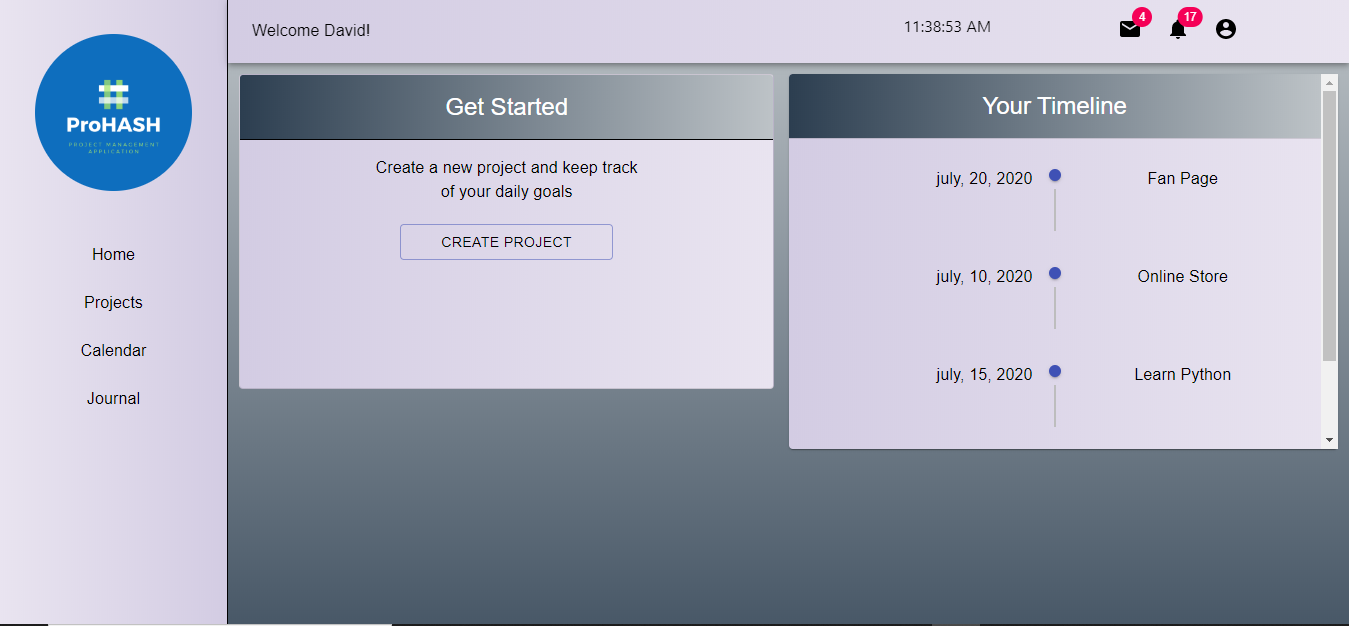 Welcome David!
11:38:53 AM
4
17
ProHASH
PROJECT MANAGEMENT
APPLICATION
Home
Projects
Calendar
Journal
Get Started
Create a new project and keep track
of your daily goals
CREATE PROJECT
Your Timeline
july, 20, 2020 Fan Page
july, 10, 2020 Online Store
july, 15, 2020 Learn Python